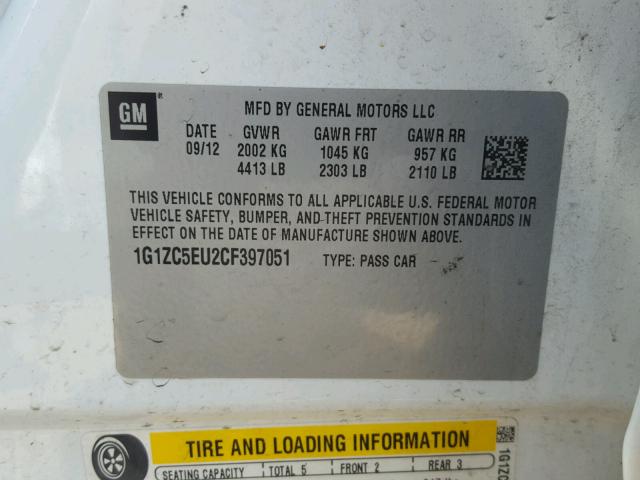 GM
MFD BY GENERAL MOTORS LLC
DATE GVWR GAWR FRT GAWR RR
09/12 2002 KG 1045 KG 957 KG
4413 LB 2303 LB 2110 LB
THIS VEHICLE CONFORMS TO ALL APPLICABLE U.S. FEDERAL MOTOR
VEHICLE SAFETY, BUMPER, AND THEFT PREVENTION STANDARDS IN
EFFECT ON THE DATE OF MANUFACTURE SHOWN ABOVE.
1G1ZC5EU2CF397051 TYPE: PASS CAR
TIRE AND LOADING INFORMATION
SEATING CAPACITY TOTAL 5 FRONT 2 REAR 3
1G1ZC